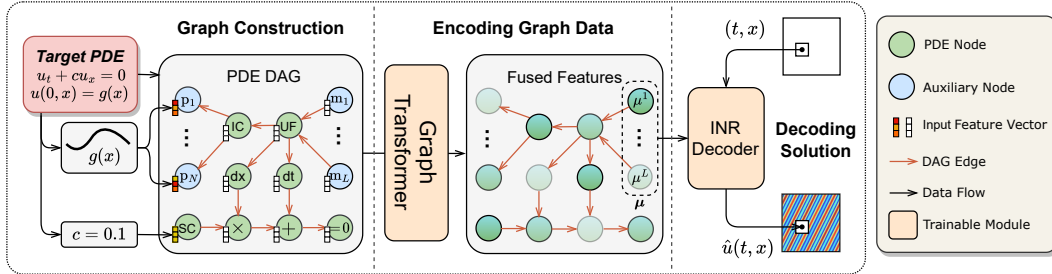 Graph Construction
Encoding Graph Data
Target PDE
u_t + cu_x = 0
u(0, x) = g(x)
g(x)
c = 0.1
PDE DAG
p_1
IC
UF
m_1
...
...
p_N
dx
dt
m_L
SC
×
+
=0
Graph
Transformer
Fused Features
μ^1
...
...
μ^L
μ
(t, x)
INR
Decoder
Decoding
Solution
û(t, x)
PDE Node
Auxiliary Node
Input Feature Vector
DAG Edge
Data Flow
Trainable Module